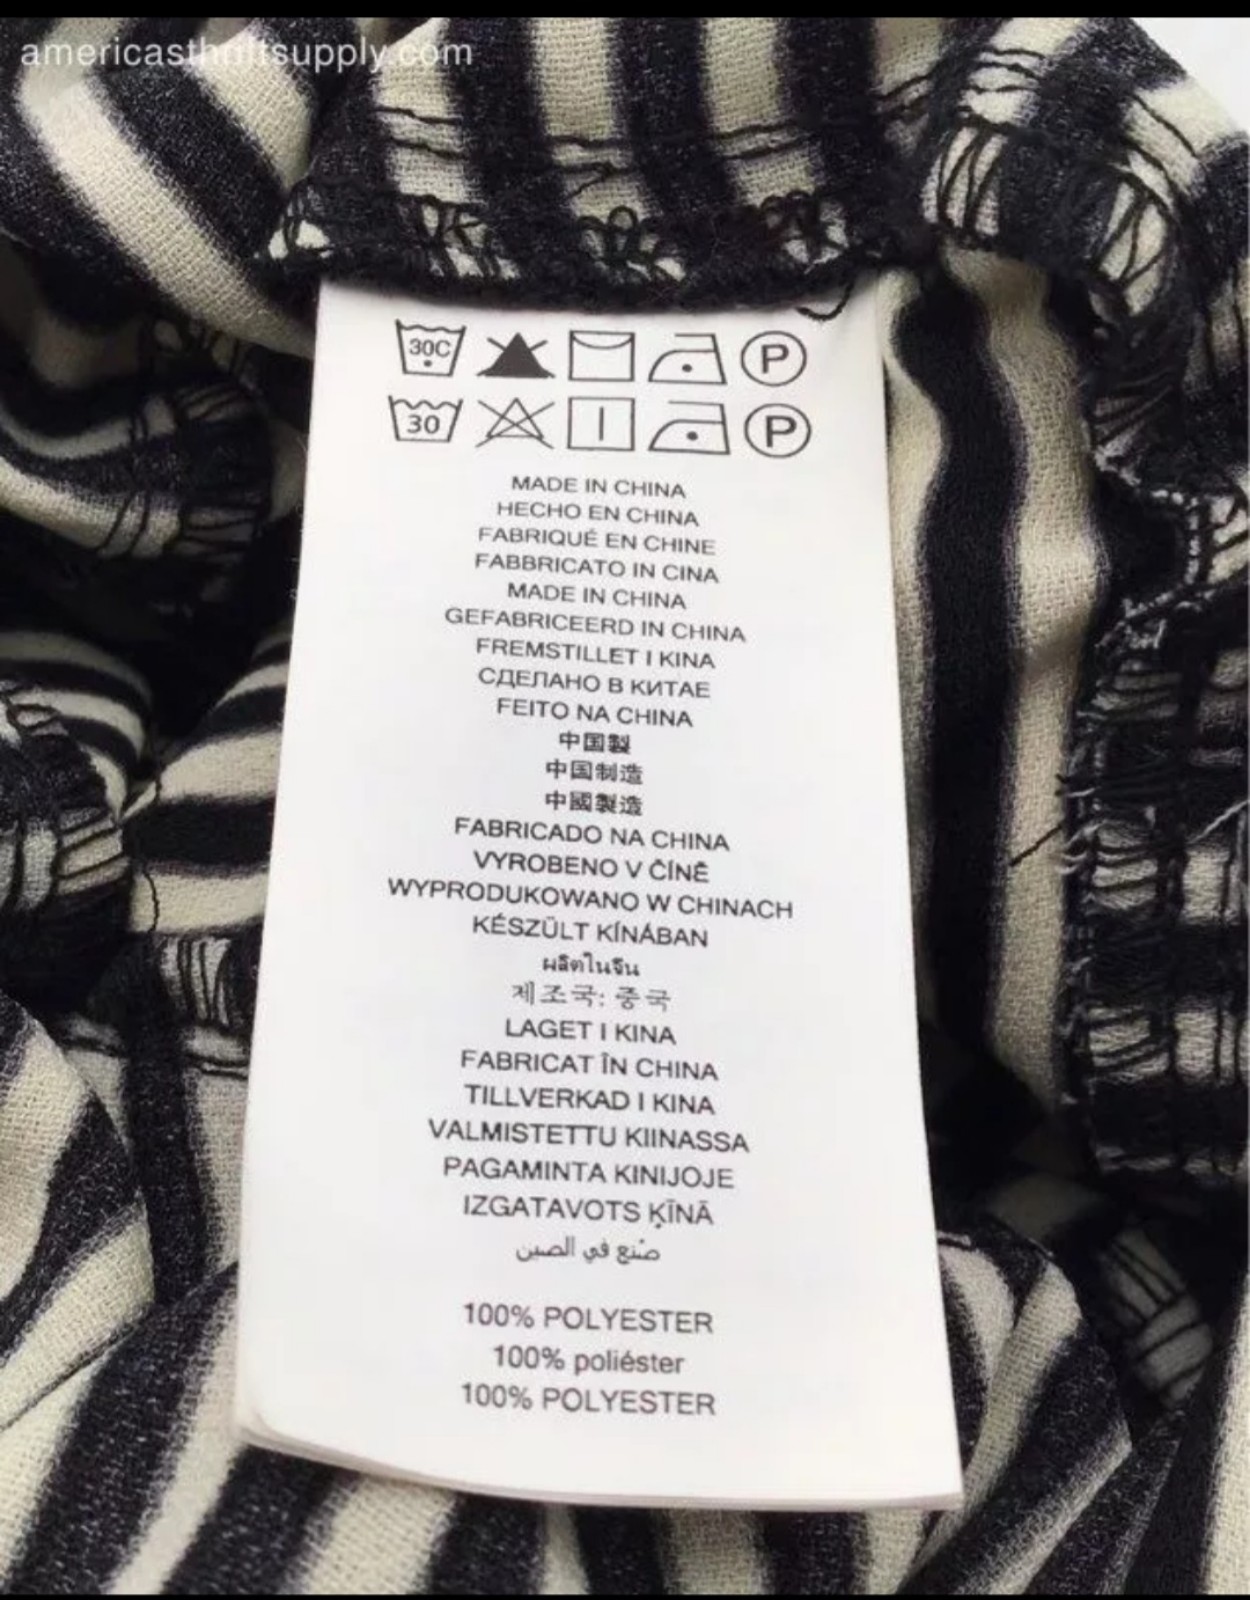 americasthriftsupply.com
30C P
30 P
MADE IN CHINA
HECHO EN CHINA
FABRIQUÉ EN CHINE
FABBRICATO IN CINA
MADE IN CHINA
GEFABRICEERD IN CHINA
FREMSTILLET I KINA
СДЕЛАНО В КИТАЕ
FEITO NA CHINA
中国製
中国制造
中國製造
FABRICADO NA CHINA
VYROBENO V ČÍNĚ
WYPRODUKOWANO W CHINACH
KÉSZÜLT KÍNÁBAN
ผลิตในจีน
제조국: 중국
LAGET I KINA
FABRICAT ÎN CHINA
TILLVERKAD I KINA
VALMISTETTU KIINASSA
PAGAMINTA KINIJOJE
IZGATAVOTS ĶĪNĀ
صنع في الصين
100% POLYESTER
100% poliéster
100% POLYESTER